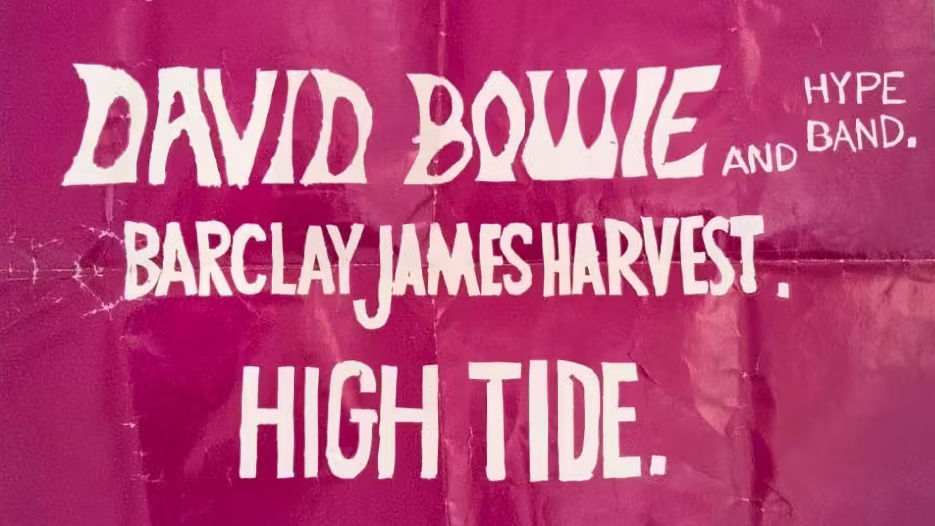 DAVID BOWIE AND HYPE BAND.
BARCLAY JAMES HARVEST.
HIGH TIDE.